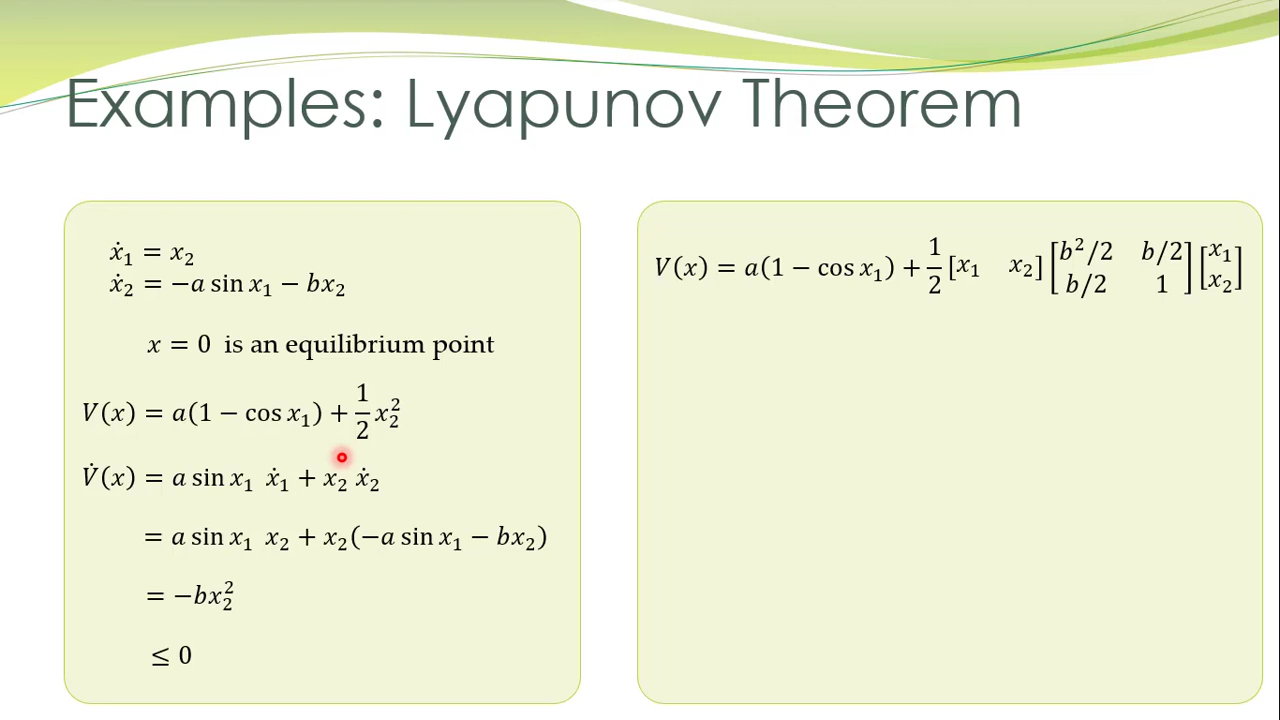 Examples: Lyapunov Theorem
ẋ₁ = x₂
ẋ₂ = −a sin x₁ − bx₂
x = 0 is an equilibrium point
V(x) = a(1 − cos x₁) + 1/2 x₂²
V̇(x) = a sin x₁ ẋ₁ + x₂ ẋ₂
= a sin x₁ x₂ + x₂(−a sin x₁ − bx₂)
= −bx₂²
≤ 0
V(x) = a(1 − cos x₁) + 1/2 [x₁ x₂] [b²/2 b/2; b/2 1] [x₁; x₂]